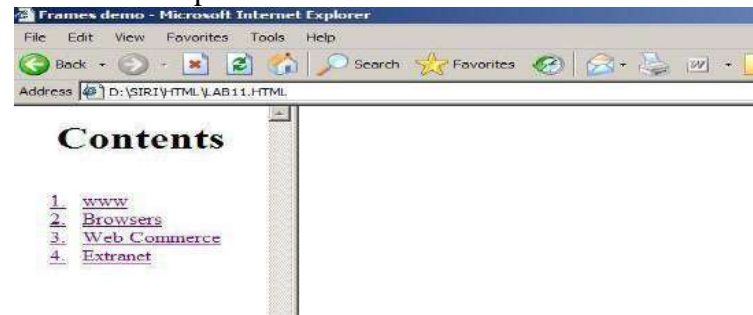 Frames demo - Microsoft Internet Explorer
File Edit View Favorites Tools Help
Back Search Favorites
Address D:\SIRI\HTML\LAB11.HTML
Contents
1. www
2. Browsers
3. Web Commerce
4. Extranet